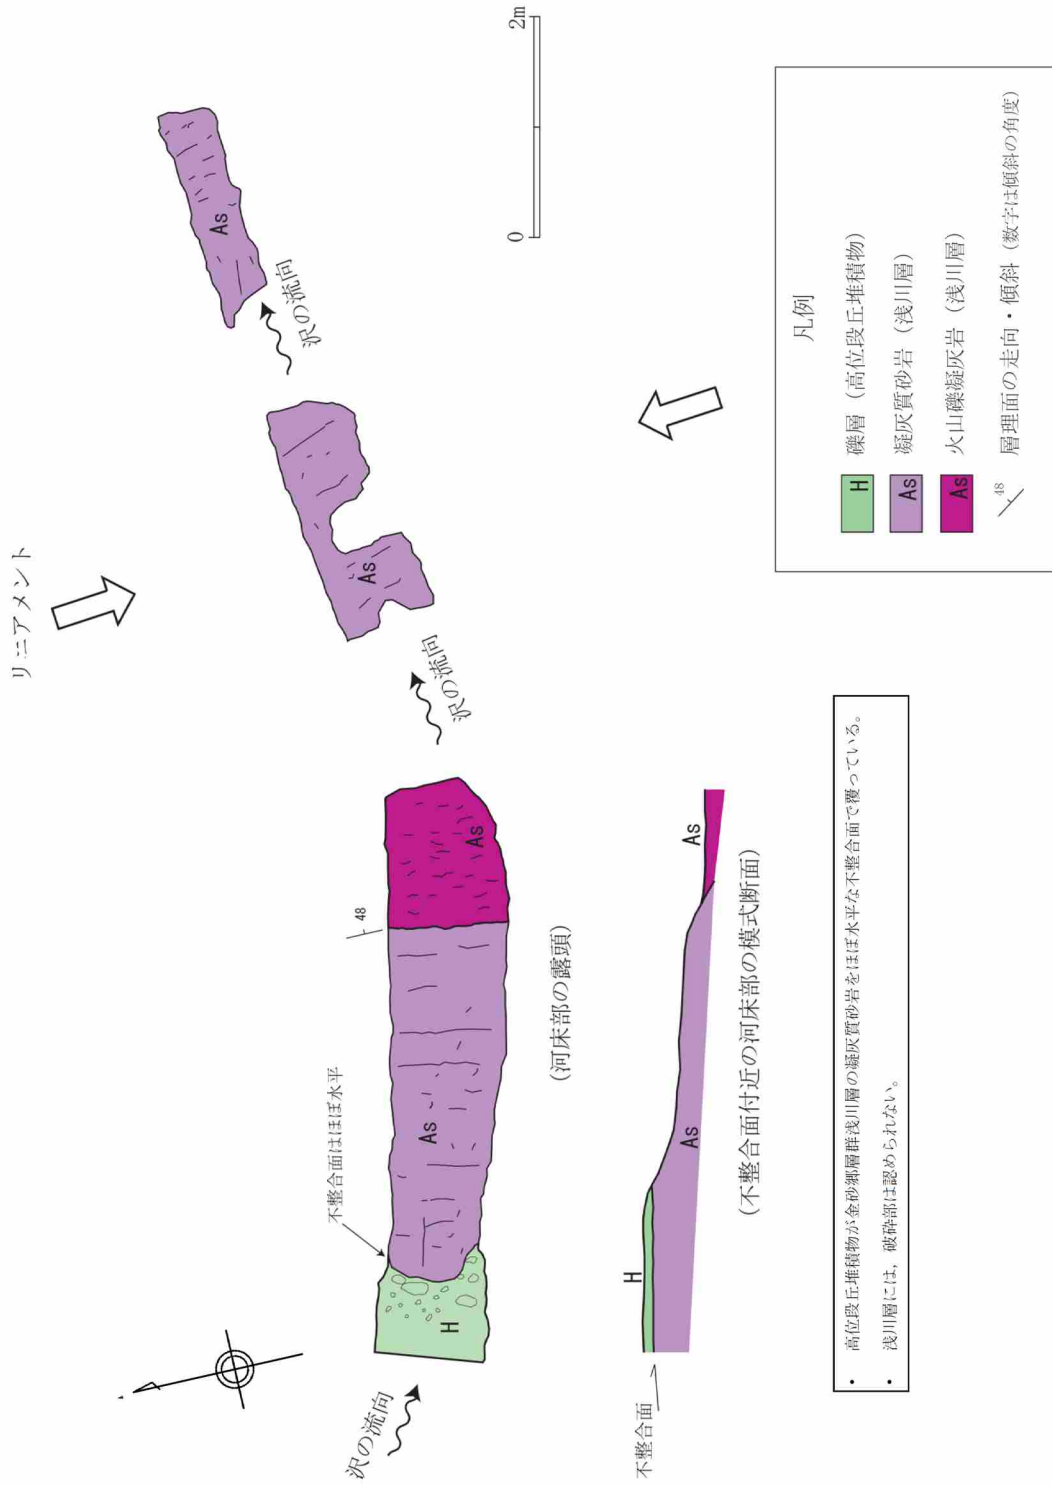 リニアメント
沢の流向
不整合面はほぼ水平
H
As
48
As
沢の流向
As
沢の流向
As
(河床部の露頭)
0
2m
不整合面
H
As
As
(不整合面付近の河床部の模式断面)
・ 高位段丘堆積物が金砂郷層群浅川層の凝灰質砂岩をほぼ水平な不整合面で覆っている。
・ 浅川層には，破砕部は認められない。
凡例
H 礫層 (高位段丘堆積物)
As 凝灰質砂岩 (浅川層)
As 火山礫凝灰岩 (浅川層)
48 層理面の走向・傾斜 (数字は傾斜の角度)